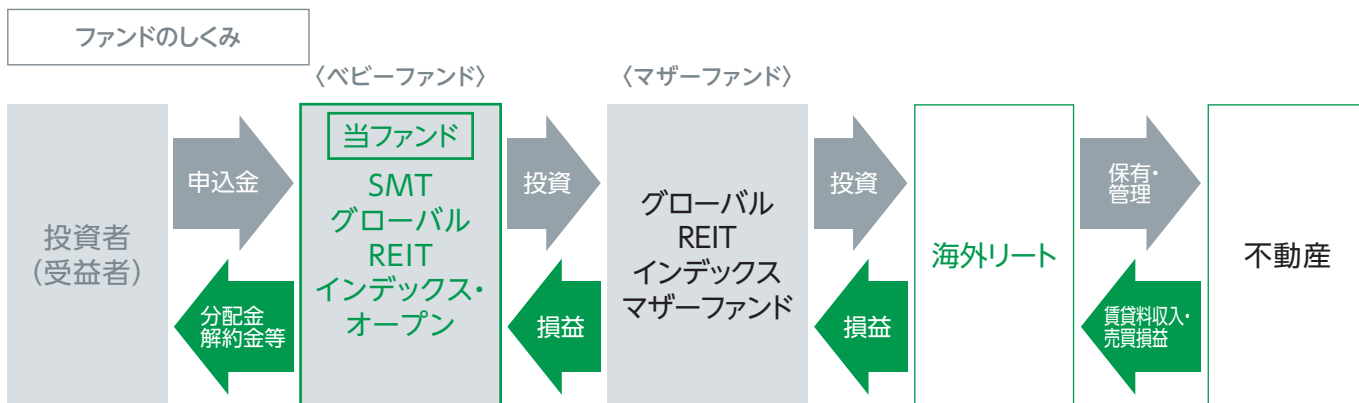 ファンドのしくみ
〈ベビーファンド〉
〈マザーファンド〉
投資者
(受益者)
申込金
分配金
解約金等
当ファンド
SMT
グローバル
REIT
インデックス・
オープン
投資
損益
グローバル
REIT
インデックス
マザーファンド
投資
損益
海外リート
保有・
管理
賃貸料収入・
売買損益
不動産